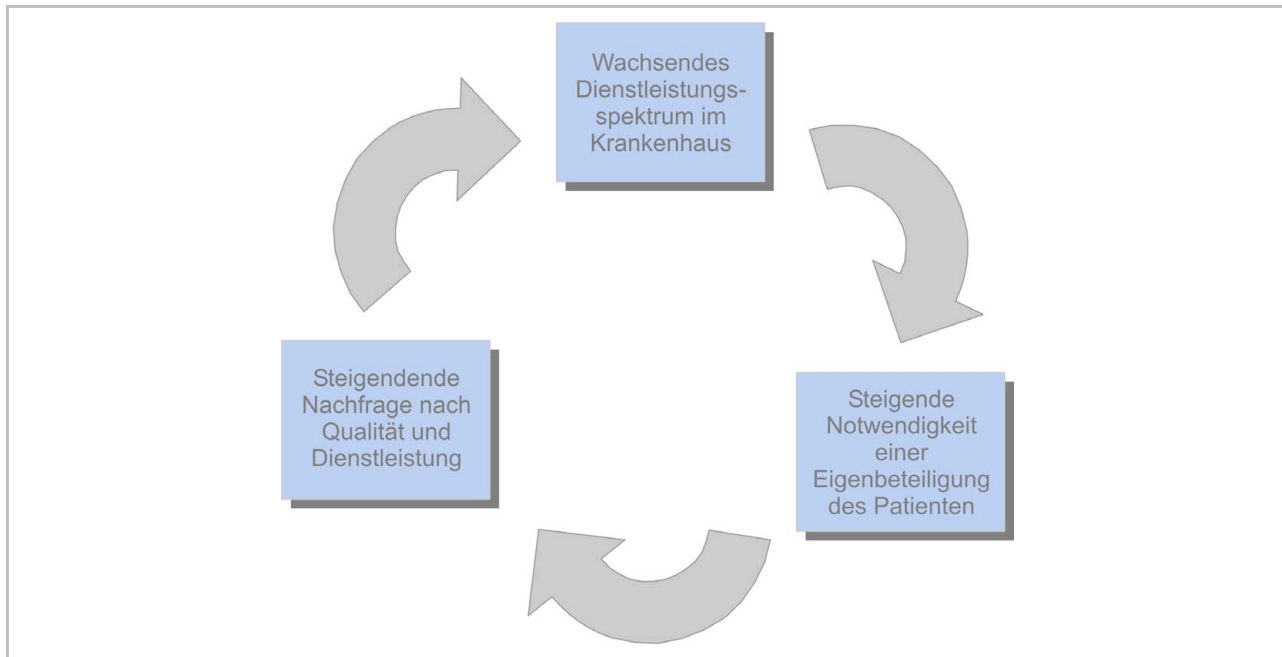 Wachsendes
Dienstleistungs-
spektrum im
Krankenhaus
Steigendende
Nachfrage nach
Qualität und
Dienstleistung
Steigende
Notwendigkeit
einer
Eigenbeteiligung
des Patienten